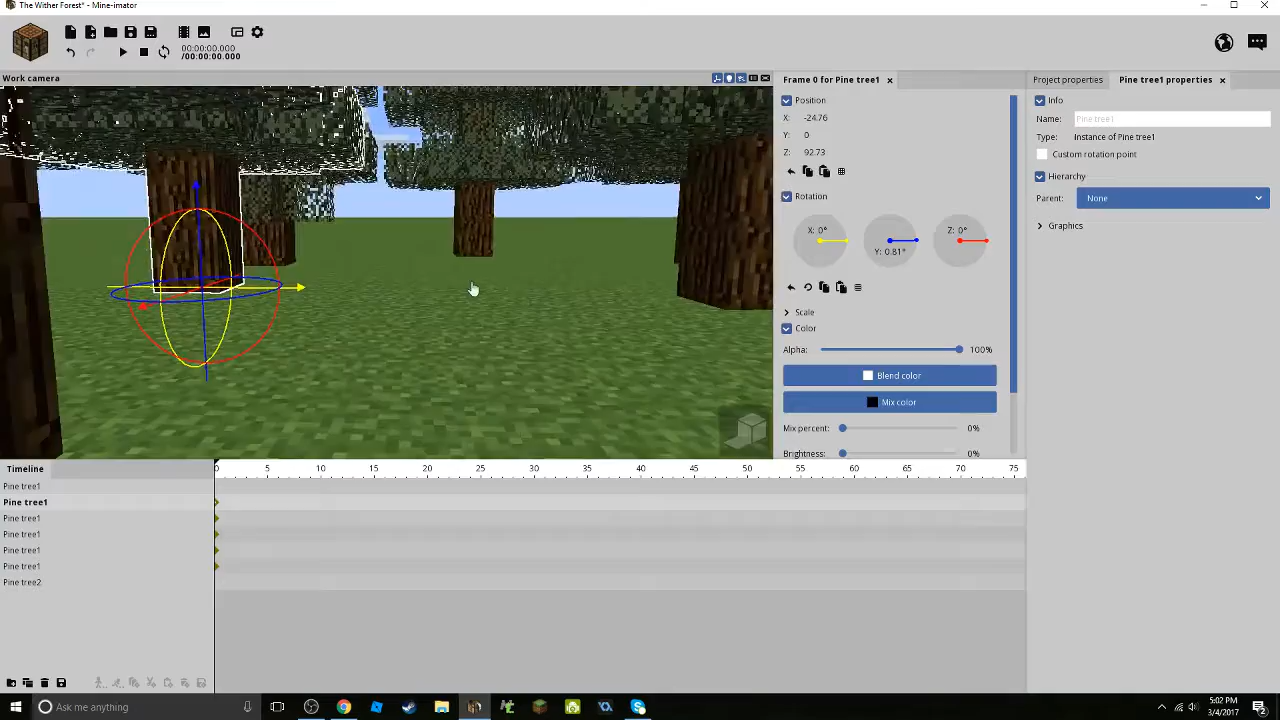 The Wither Forest* - Mine-imator
00:00:00.000
/00:00:00.000
Work camera
Frame 0 for Pine tree1
Position
X: -24.76
Y: 0
Z: 92.73
Rotation
X: 0°
Y: 0.81°
Z: 0°
Scale
Color
Alpha: 100%
Blend color
Mix color
Mix percent: 0%
Brightness: 0%
Project properties
Pine tree1 properties
Info
Name: Pine tree1
Type: Instance of Pine tree1
Custom rotation point
Hierarchy
Parent: None
Graphics
Timeline
0 5 10 15 20 25 30 35 40 45 50 55 60 65 70 75
Pine tree1
Pine tree1
Pine tree1
Pine tree1
Pine tree1
Pine tree1
Pine tree2
Ask me anything
5:02 PM
3/4/2017